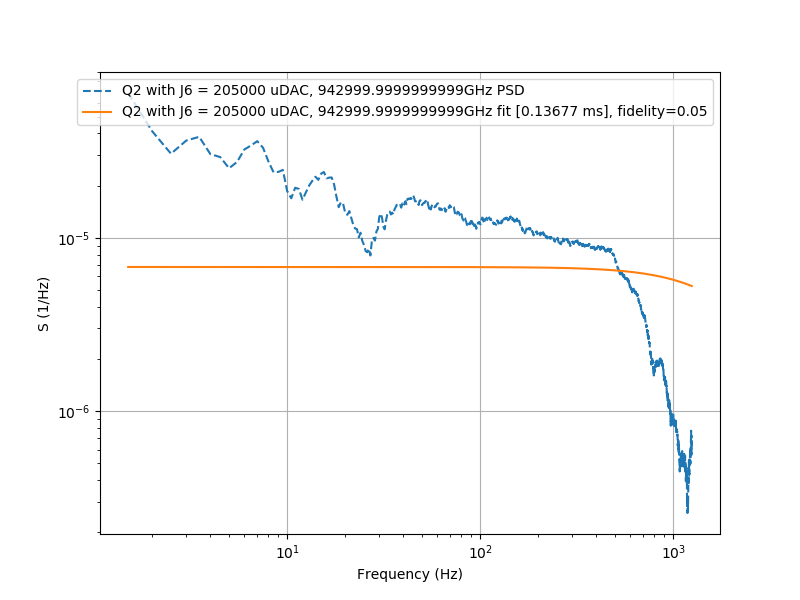 Q2 with J6 = 205000 uDAC, 942999.9999999999GHz PSD
Q2 with J6 = 205000 uDAC, 942999.9999999999GHz fit [0.13677 ms], fidelity=0.05
S (1/Hz)
10⁻⁵
10⁻⁶
10¹ 10² 10³
Frequency (Hz)